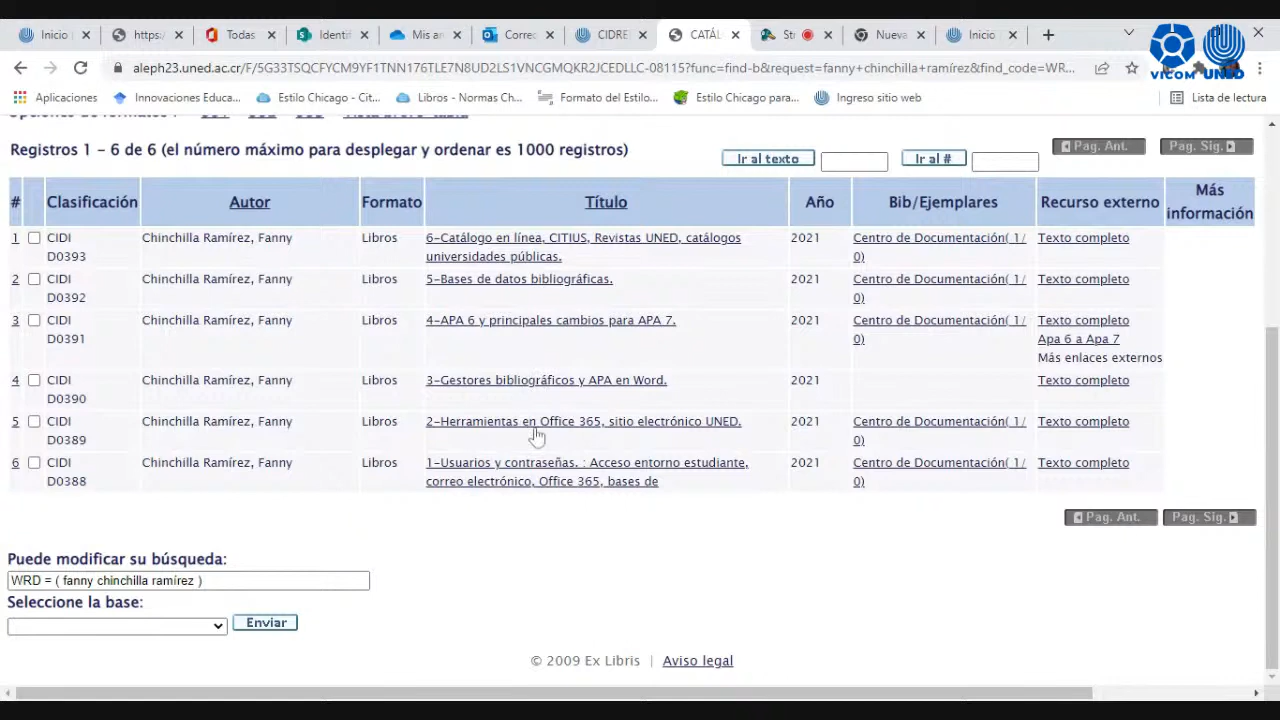 Inicio
https:/
Todas
Identif
Mis ar
Correc
CIDRE
CATÁL
Str
Nueva
Inicio
VICOM UNED
aleph23.uned.ac.cr/F/5G33TSQCFYCM9YF1TNN176TLE7NRUD2LS1VNCGMQKR2JCEDLLC-08115?func=find-b&request=fanny+chinchilla+ramírez&find_code=WR...
Aplicaciones
Innovaciones Educa...
Estilo Chicago - Cit...
Libros - Normas Ch...
Formato del Estilo...
Estilo Chicago para...
Ingreso sitio web
Lista de lectura
Registros 1 – 6 de 6 (el número máximo para desplegar y ordenar es 1000 registros)
Ir al texto
Ir al #
Pag. Ant.
Pag. Sig.
# Clasificación Autor Formato Título Año Bib/Ejemplares Recurso externo Más
información
1 CIDI Chinchilla Ramírez, Fanny Libros 6-Catálogo en línea, CITIUS, Revistas UNED, catálogos 2021 Centro de Documentación( 1/ Texto completo
D0393 universidades públicas. 0)
2 CIDI Chinchilla Ramírez, Fanny Libros 5-Bases de datos bibliográficas. 2021 Centro de Documentación( 1/ Texto completo
D0392 0)
3 CIDI Chinchilla Ramírez, Fanny Libros 4-APA 6 y principales cambios para APA 7. 2021 Centro de Documentación( 1/ Texto completo
D0391 0) Apa 6 a Apa 7
Más enlaces externos
4 CIDI Chinchilla Ramírez, Fanny Libros 3-Gestores bibliográficos y APA en Word. 2021 Texto completo
D0390
5 CIDI Chinchilla Ramírez, Fanny Libros 2-Herramientas en Office 365, sitio electrónico UNED. 2021 Centro de Documentación( 1/ Texto completo
D0389 0)
6 CIDI Chinchilla Ramírez, Fanny Libros 1-Usuarios y contraseñas. : Acceso entorno estudiante, 2021 Centro de Documentación( 1/ Texto completo
D0388 correo electrónico, Office 365, bases de 0)
Pag. Ant.
Pag. Sig.
Puede modificar su búsqueda:
WRD = ( fanny chinchilla ramírez )
Seleccione la base:
Enviar
© 2009 Ex Libris | Aviso legal